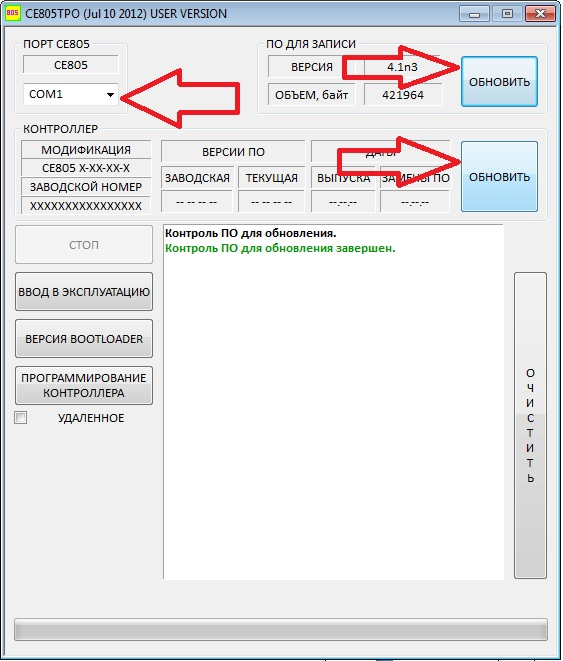 805 CE805TPO (Jul 10 2012) USER VERSION
ПОРТ CE805
CE805
COM1
ПО ДЛЯ ЗАПИСИ
ВЕРСИЯ 4.1n3
ОБЪЕМ, байт 421964
ОБНОВИТЬ
КОНТРОЛЛЕР
МОДИФИКАЦИЯ
CE805 X-XX-XX-X
ЗАВОДСКОЙ НОМЕР
XXXXXXXXXXXXXXXX
ВЕРСИИ ПО
ДАТЫ
ЗАВОДСКАЯ ТЕКУЩАЯ ВЫПУСКА ЗАМЕНЫ ПО
-- -- -- -- -- -- -- -- --.--.-- --.--.--
ОБНОВИТЬ
СТОП
ВВОД В ЭКСПЛУАТАЦИЮ
ВЕРСИЯ BOOTLOADER
ПРОГРАММИРОВАНИЕ
КОНТРОЛЛЕРА
УДАЛЕННОЕ
Контроль ПО для обновления.
Контроль ПО для обновления завершен.
ОЧИСТИТЬ